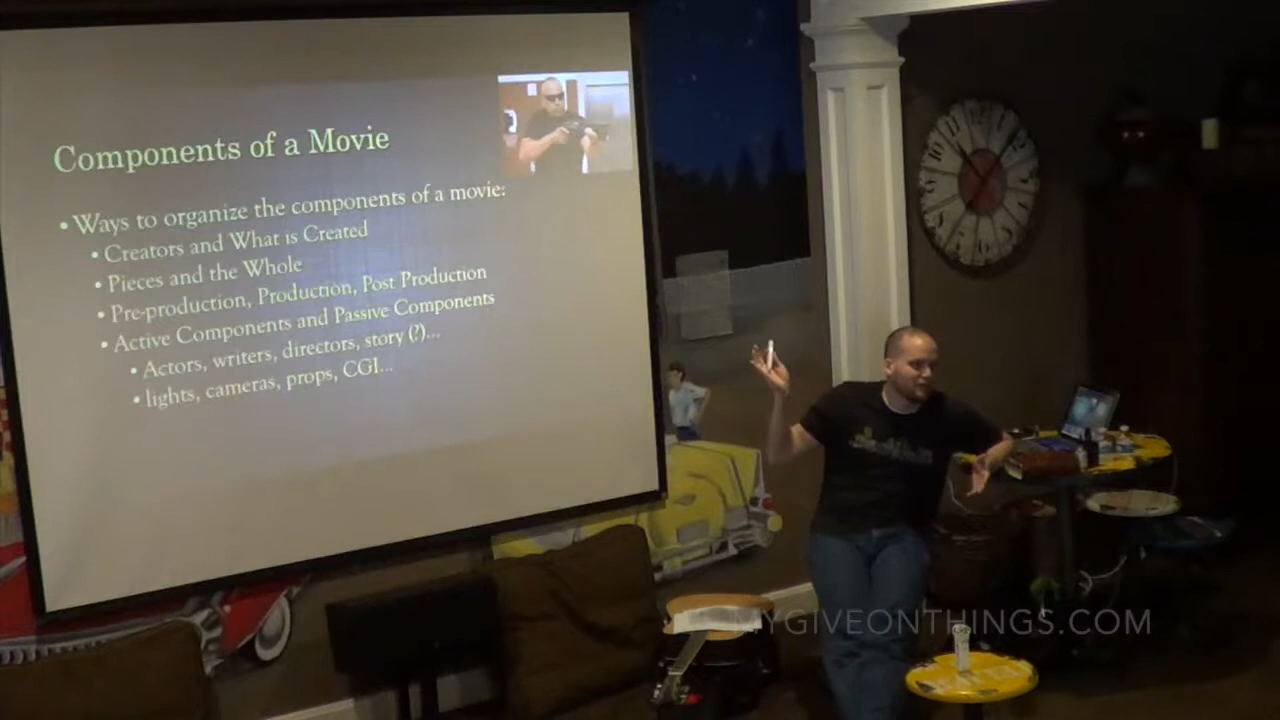 Components of a Movie
• Ways to organize the components of a movie:
• Creators and What is Created
• Pieces and the Whole
• Pre-production, Production, Post Production
• Active Components and Passive Components
• Actors, writers, directors, story (?)...
• lights, cameras, props, CGI...
MYGIVEONTHINGS.COM